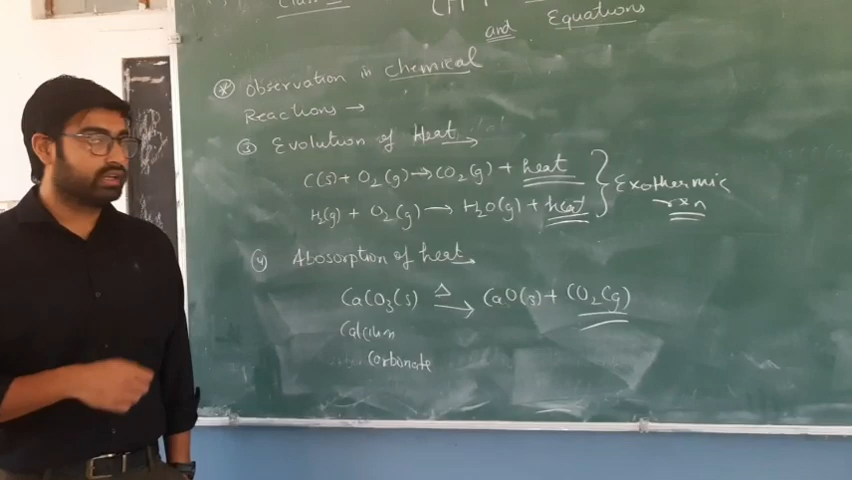 and Equations
⊛ Observation in chemical
Reactions →
③ Evolution of Heat
C(s) + O₂(g) → CO₂(g) + heat
H₂(g) + O₂(g) → H₂O(g) + heat
} Exothermic
rxn
④ Abosorption of heat
CaCO₃(s) Δ→ CaO(s) + CO₂(g)
Calcium
Carbonate